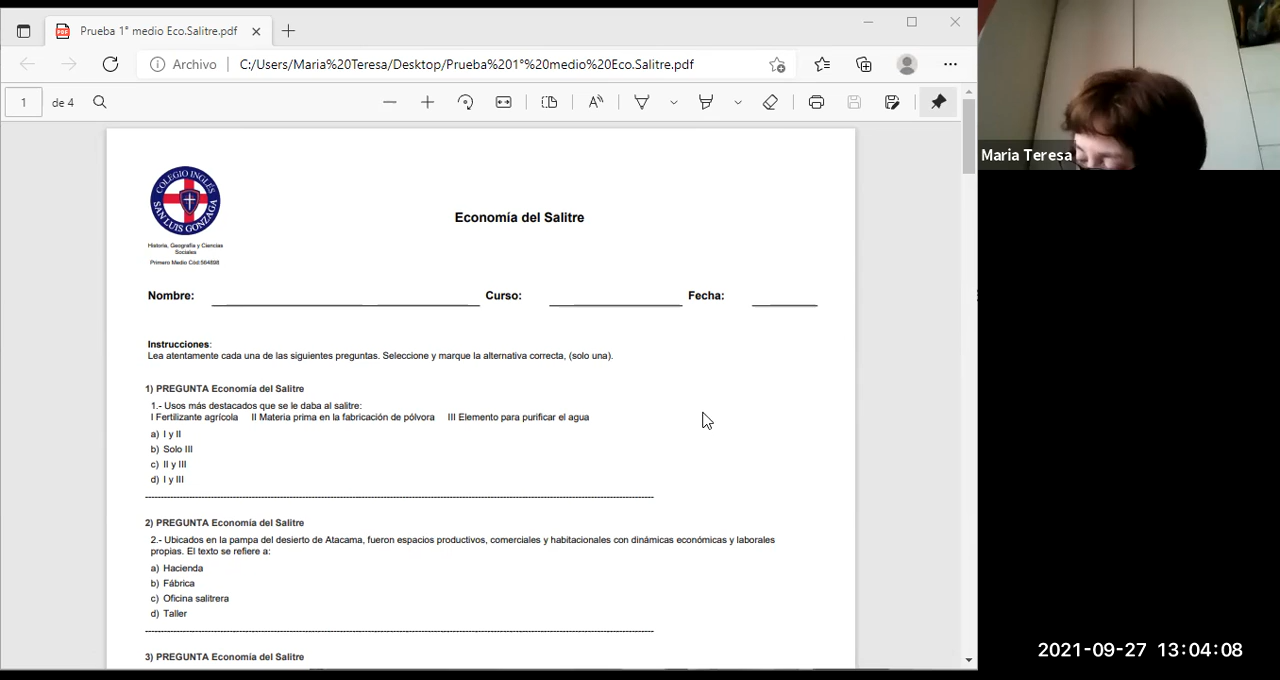 Prueba 1° medio Eco.Salitre.pdf
Archivo C:/Users/Maria%20Teresa/Desktop/Prueba%201°%20medio%20Eco.Salitre.pdf
1 de 4
Maria Teresa
COLEGIO INGLÉS
SAN LUIS GONZAGA
Historia, Geografía y Ciencias
Sociales
Primero Medio Cód:564898
Economía del Salitre
Nombre: Curso: Fecha:
Instrucciones:
Lea atentamente cada una de las siguientes preguntas. Seleccione y marque la alternativa correcta, (solo una).
1) PREGUNTA Economía del Salitre
1.- Usos más destacados que se le daba al salitre:
I Fertilizante agrícola II Materia prima en la fabricación de pólvora III Elemento para purificar el agua
a) I y II
b) Solo III
c) II y III
d) I y III
2) PREGUNTA Economía del Salitre
2.- Ubicados en la pampa del desierto de Atacama, fueron espacios productivos, comerciales y habitacionales con dinámicas económicas y laborales
propias. El texto se refiere a:
a) Hacienda
b) Fábrica
c) Oficina salitrera
d) Taller
3) PREGUNTA Economía del Salitre
2021-09-27 13:04:08